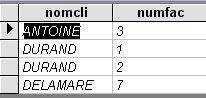 nomcli numfac
ANTOINE 3
DURAND 1
DURAND 2
DELAMARE 7